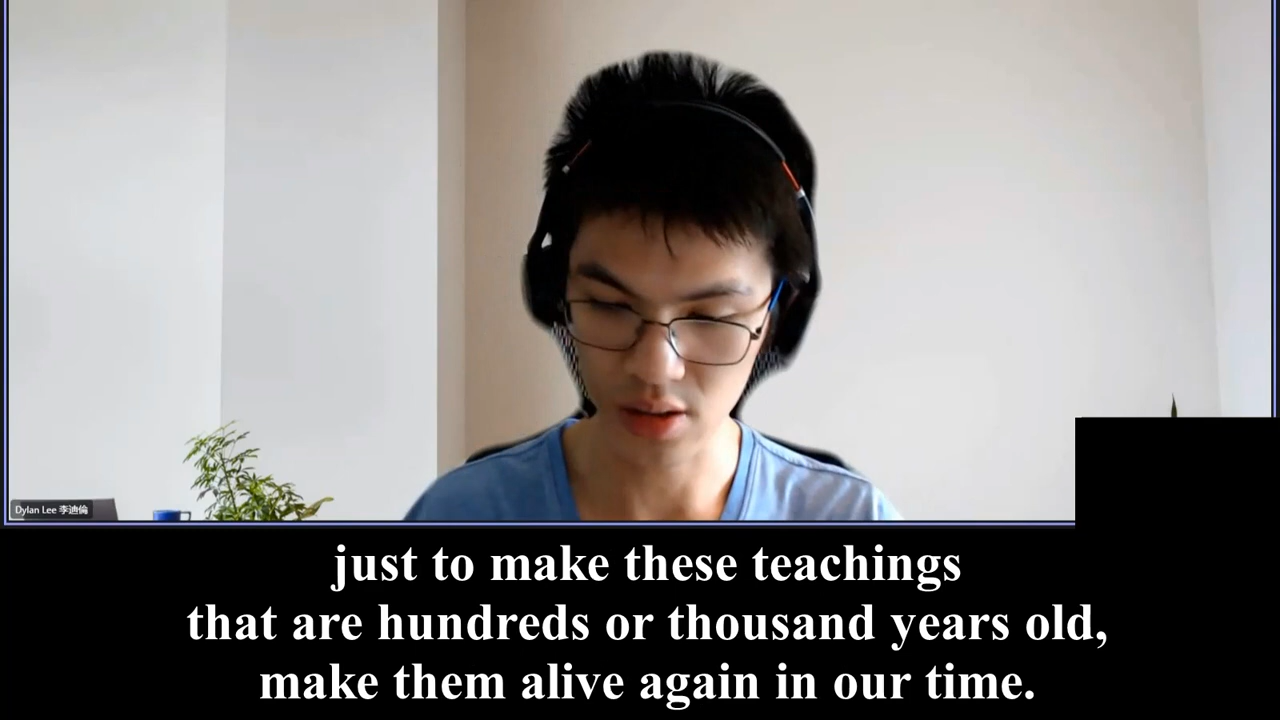 Dylan Lee 李迪倫
just to make these teachings
that are hundreds or thousand years old,
make them alive again in our time.